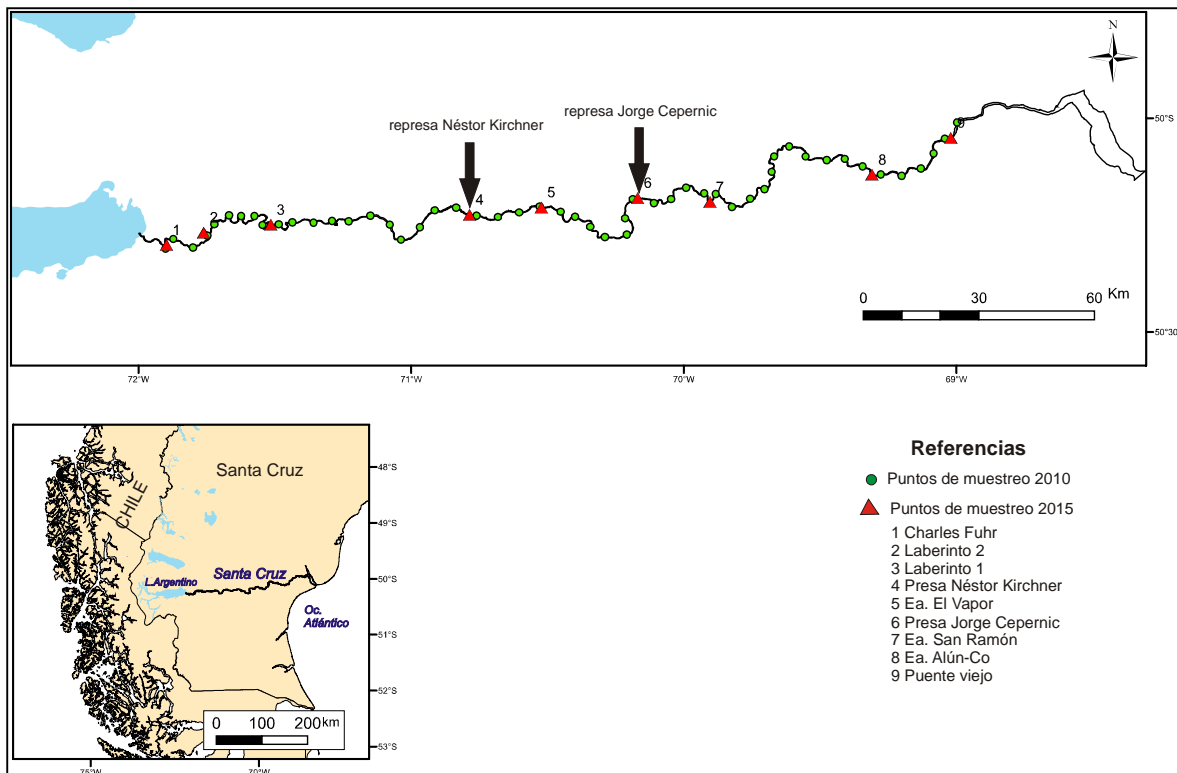 N
represa Néstor Kirchner
represa Jorge Cepernic
50°S
1
2
3
4
5
6
7
8
9
0 30 60 Km
50°30
72°W
71°W
70°W
69°W
Santa Cruz
CHILE
L.Argentino
Santa Cruz
Oc.
Atlántico
48°S
49°S
50°S
51°S
52°S
53°S
0 100 200 km
75°W
70°W
Referencias
Puntos de muestreo 2010
Puntos de muestreo 2015
1 Charles Fuhr
2 Laberinto 2
3 Laberinto 1
4 Presa Néstor Kirchner
5 Ea. El Vapor
6 Presa Jorge Cepernic
7 Ea. San Ramón
8 Ea. Alún-Co
9 Puente viejo